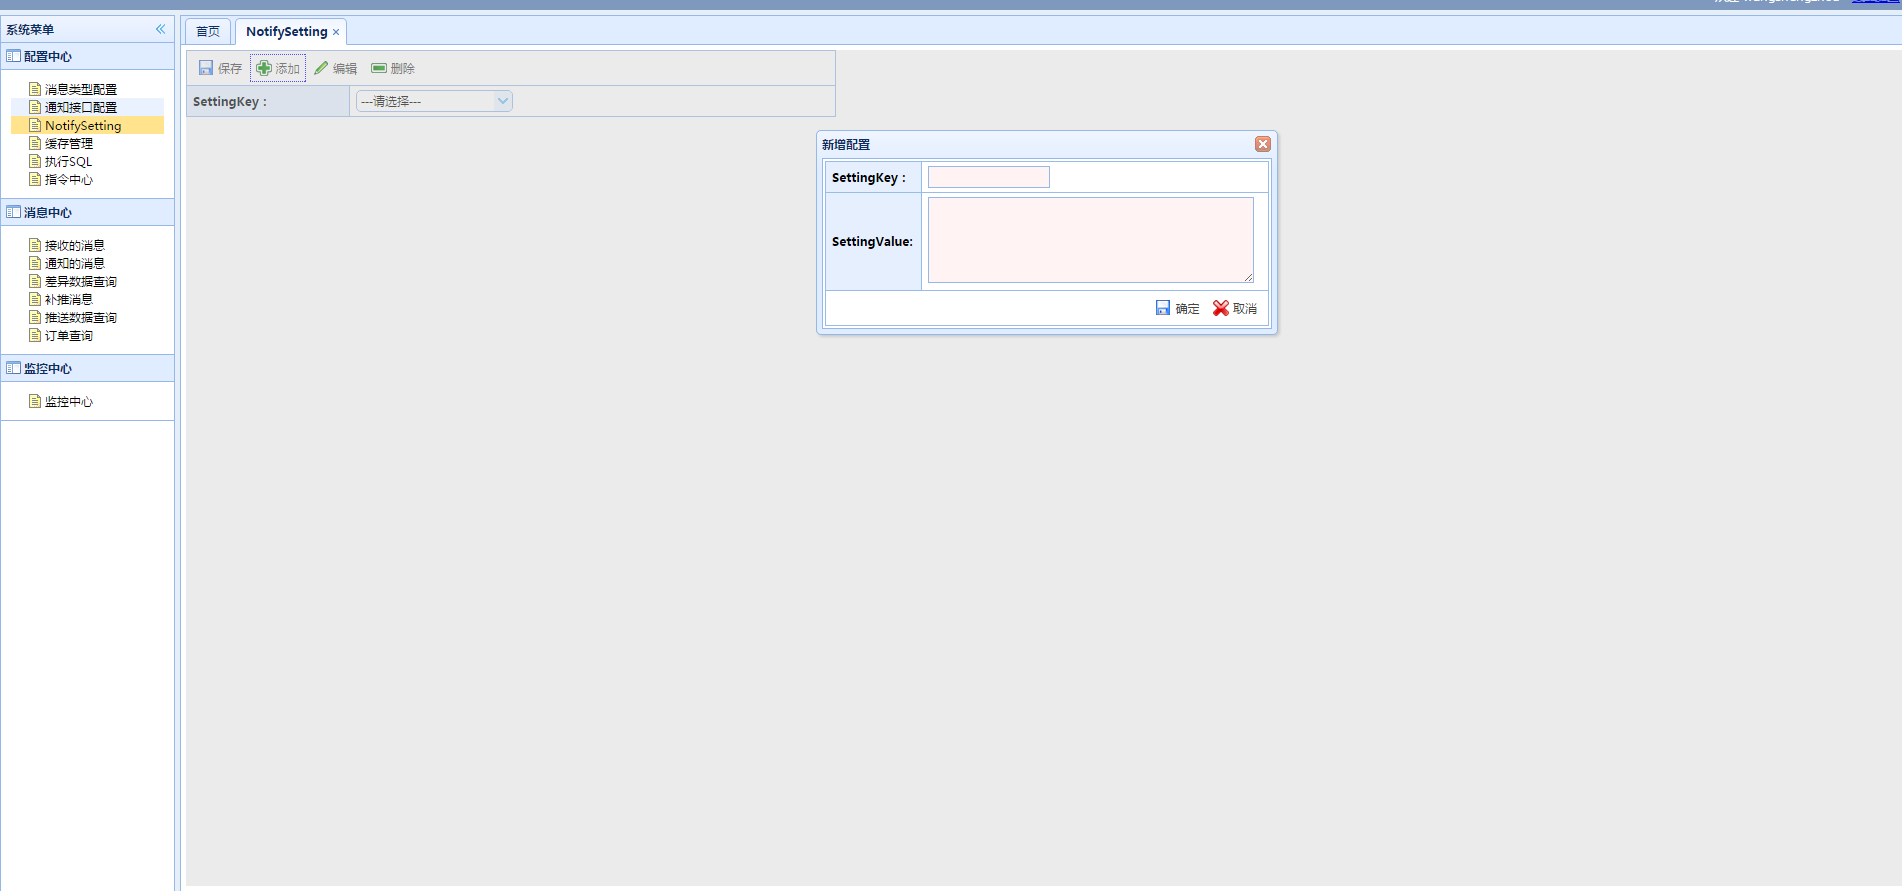 系统菜单
配置中心
消息类型配置
通知接口配置
NotifySetting
缓存管理
执行SQL
指令中心
消息中心
接收的消息
通知的消息
差异数据查询
补推消息
推送数据查询
订单查询
监控中心
监控中心
首页 NotifySetting
保存 添加 编辑 删除
SettingKey： ---请选择---
新增配置
SettingKey：
SettingValue:
确定 取消